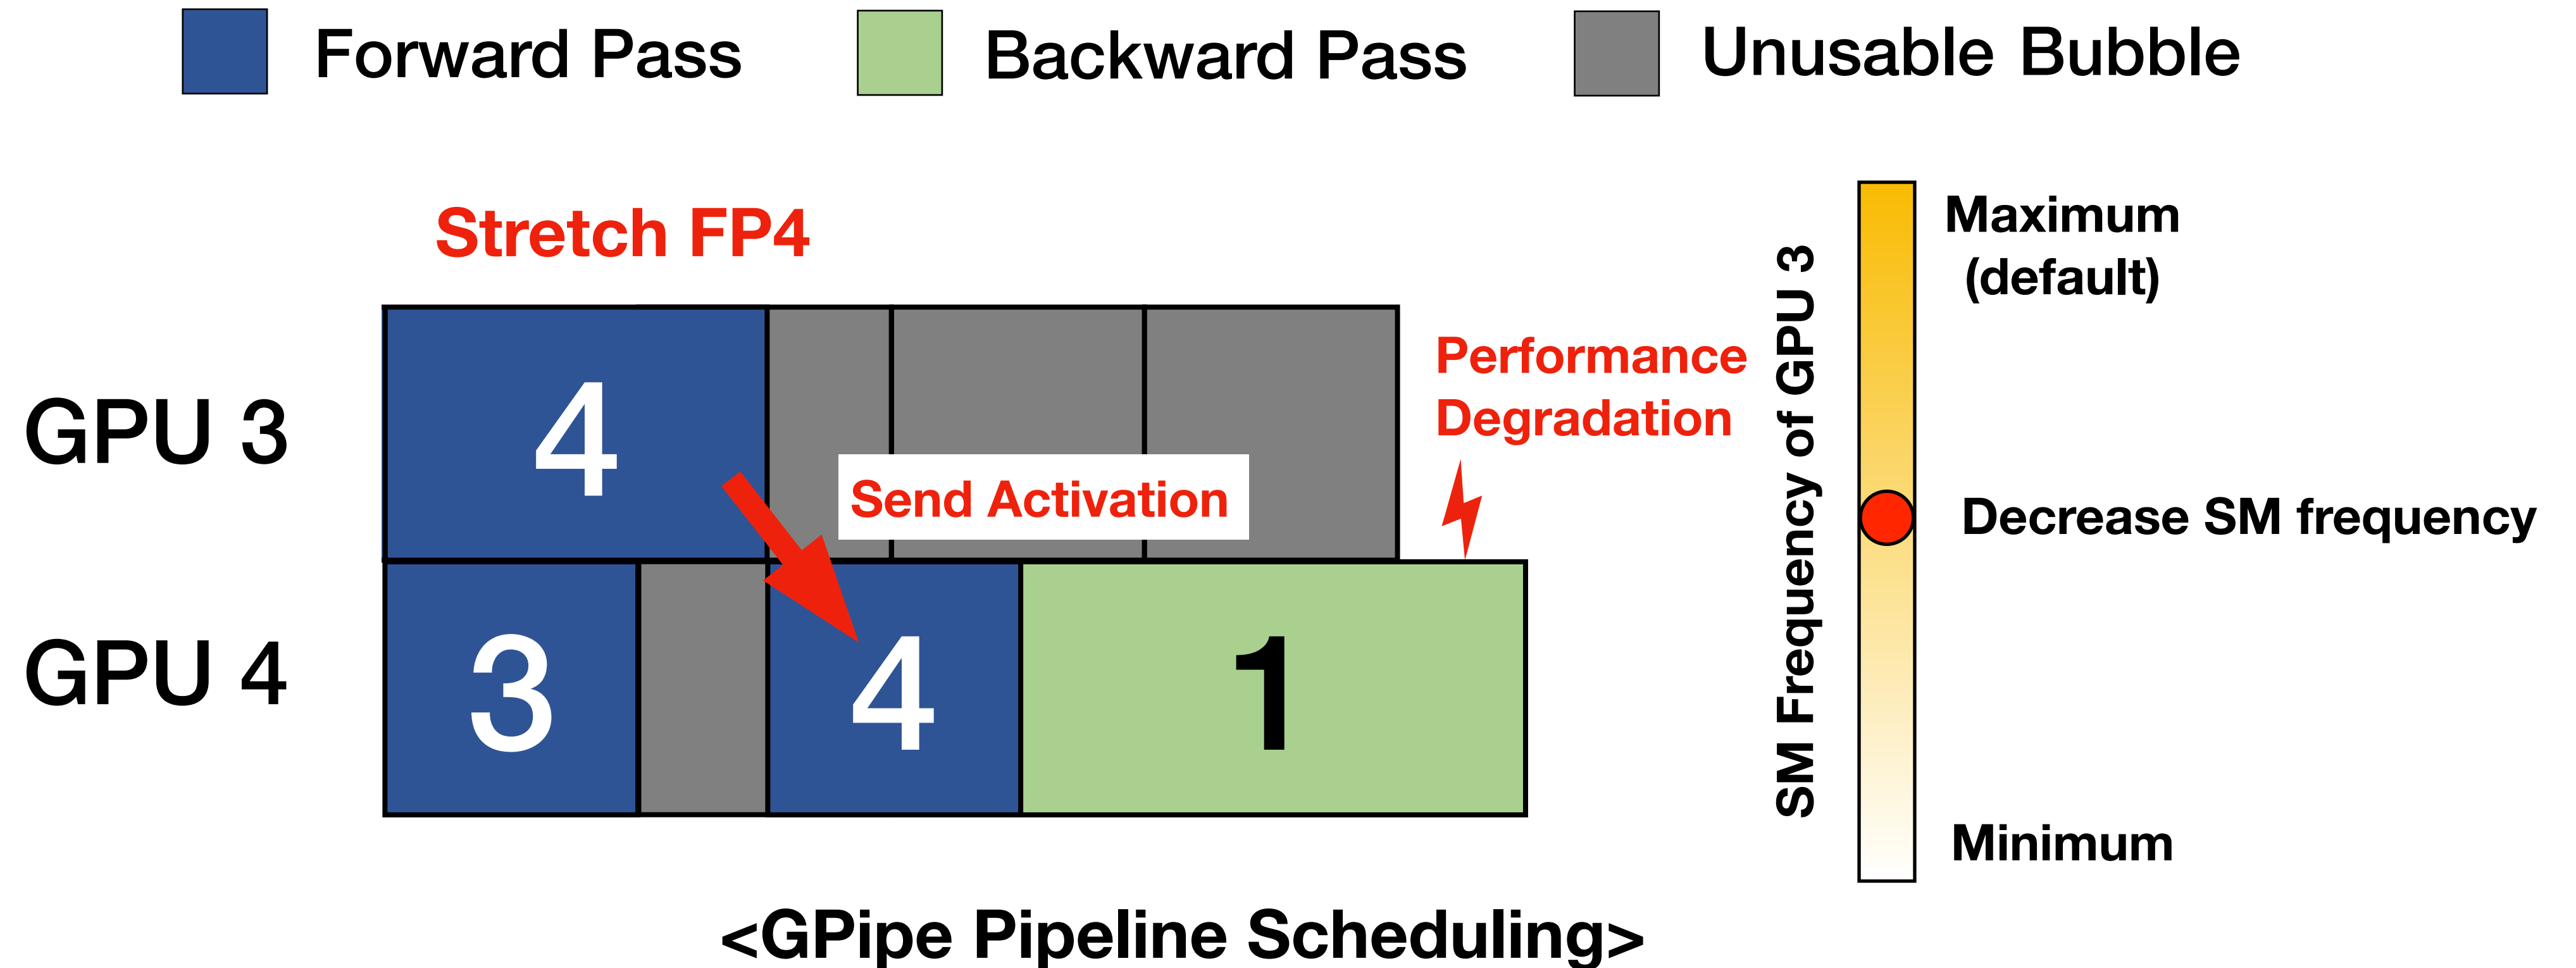 Forward Pass
Backward Pass
Unusable Bubble
Stretch FP4
GPU 3
4
Send Activation
Performance
Degradation
GPU 4
3
4
1
SM Frequency of GPU 3
Maximum
(default)
Decrease SM frequency
Minimum
<GPipe Pipeline Scheduling>